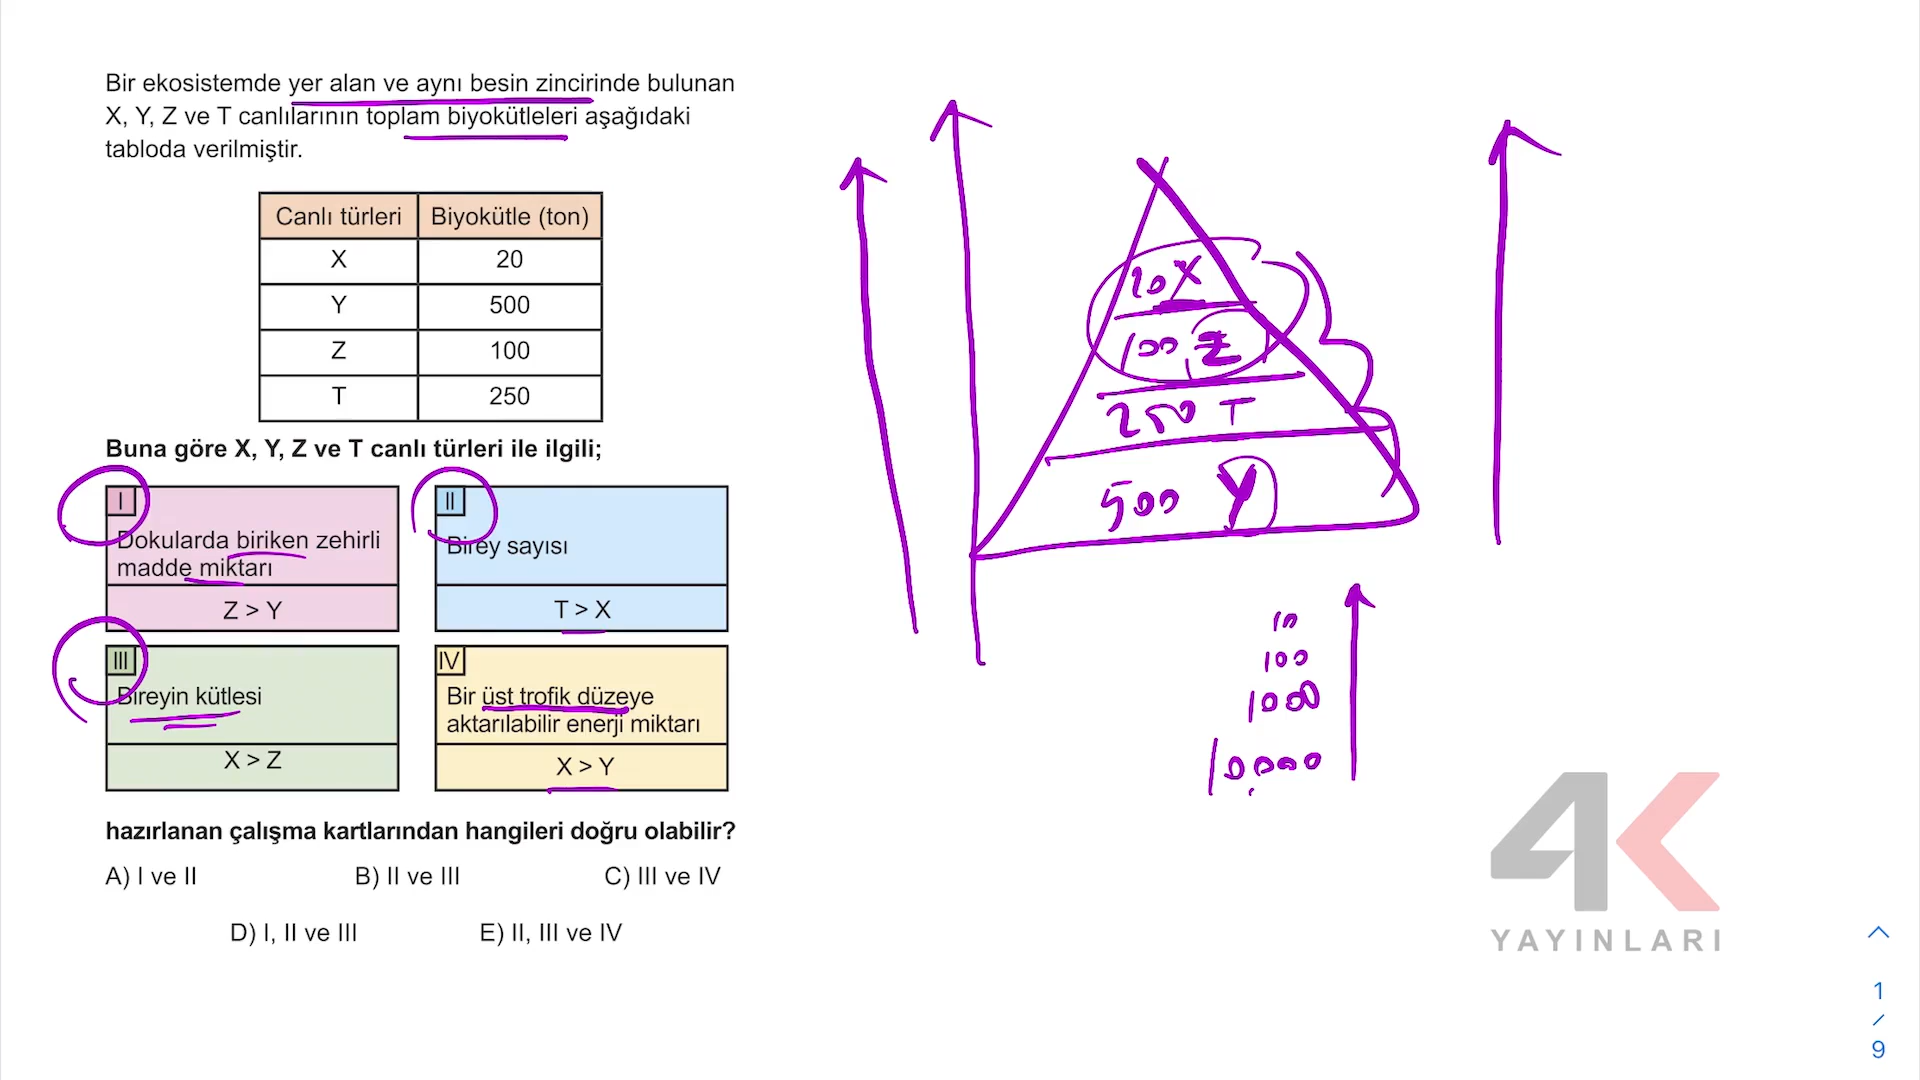 Bir ekosistemde yer alan ve aynı besin zincirinde bulunan
X, Y, Z ve T canlılarının toplam biyokütleleri aşağıdaki
tabloda verilmiştir.
Canlı türleri Biyokütle (ton)
X 20
Y 500
Z 100
T 250
Buna göre X, Y, Z ve T canlı türleri ile ilgili;
I
Dokularda biriken zehirli
madde miktarı
Z > Y
II
Birey sayısı
T > X
III
Bireyin kütlesi
X > Z
IV
Bir üst trofik düzeye
aktarılabilir enerji miktarı
X > Y
hazırlanan çalışma kartlarından hangileri doğru olabilir?
A) I ve II B) II ve III C) III ve IV
D) I, II ve III E) II, III ve IV
20 X
100 Z
250 T
500 Y
10
100
1000
10.000
4K
YAYINLARI
1
/
9